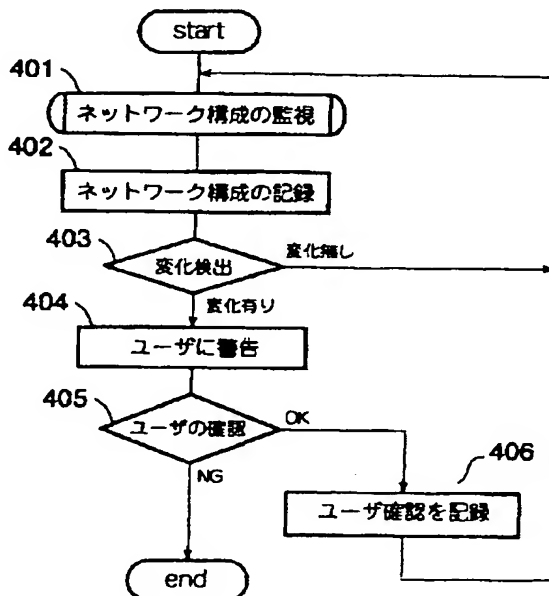 start
401
ネットワーク構成の監視
402
ネットワーク構成の記録
403
変化検出
変化無し
変化有り
404
ユーザに警告
405
ユーザの確認
OK
NG
406
ユーザ確認を記録
end